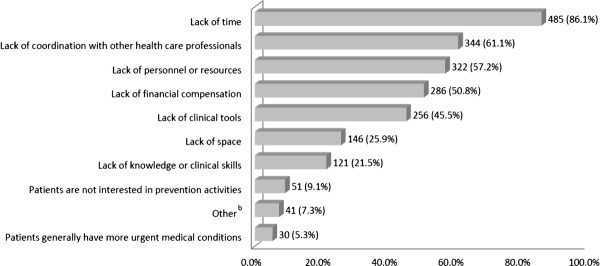 Lack of time 485 (86.1%)
Lack of coordination with other health care professionals 344 (61.1%)
Lack of personnel or resources 322 (57.2%)
Lack of financial compensation 286 (50.8%)
Lack of clinical tools 256 (45.5%)
Lack of space 146 (25.9%)
Lack of knowledge or clinical skills 121 (21.5%)
Patients are not interested in prevention activities 51 (9.1%)
Other b 41 (7.3%)
Patients generally have more urgent medical conditions 30 (5.3%)
0.0% 20.0% 40.0% 60.0% 80.0% 100.0%